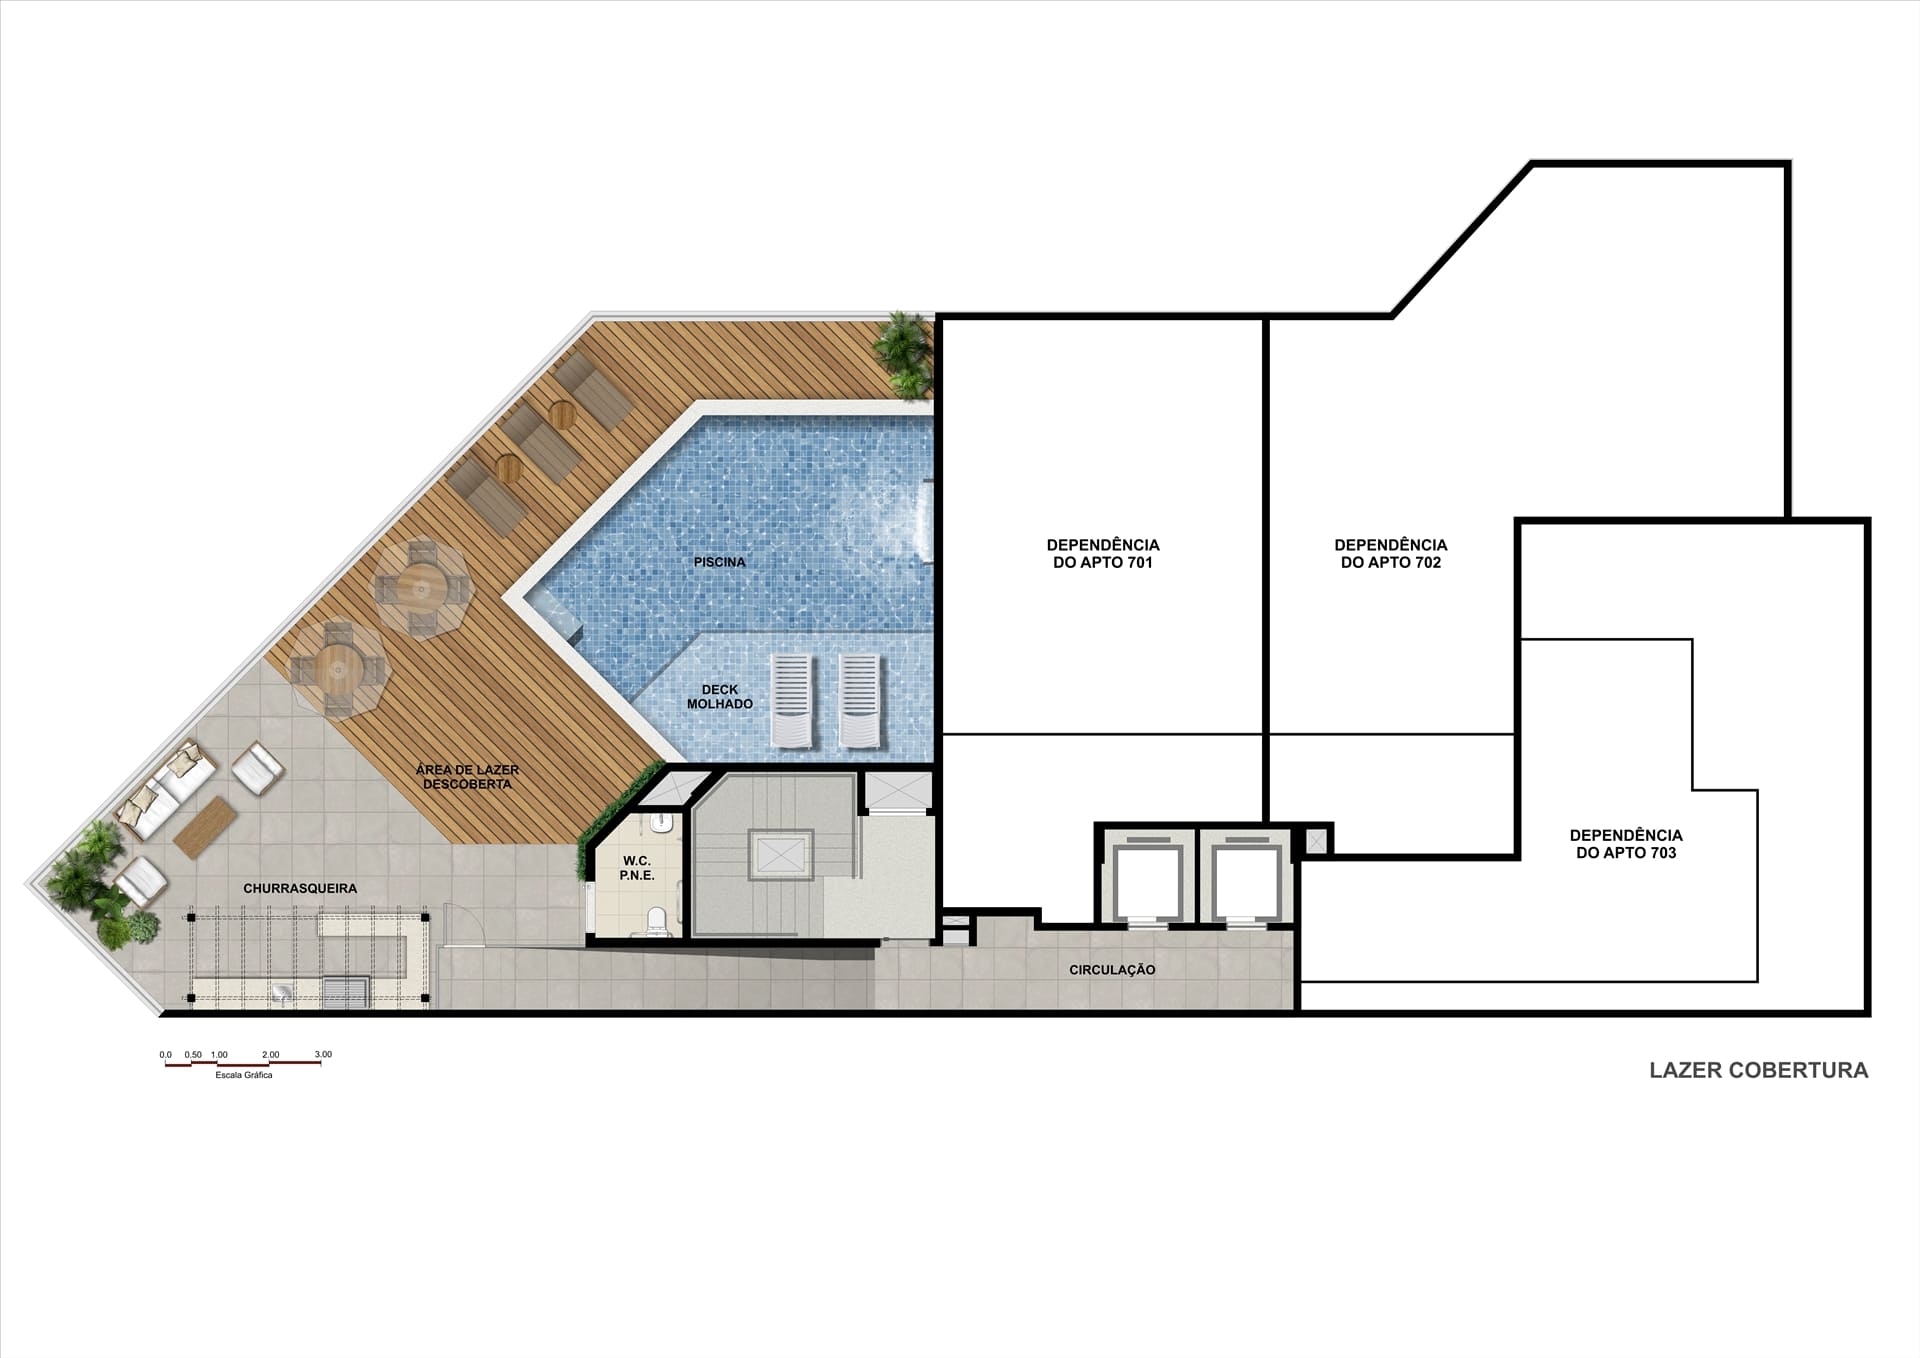 DEPENDÊNCIA
DO APTO 701
DEPENDÊNCIA
DO APTO 702
PISCINA
DECK
MOLHADO
ÁREA DE LAZER
DESCOBERTA
W.C.
P.N.E.
CHURRASQUEIRA
DEPENDÊNCIA
DO APTO 703
CIRCULAÇÃO
0.0 0.50 1.00 2.00 3.00
Escala Gráfica
LAZER COBERTURA